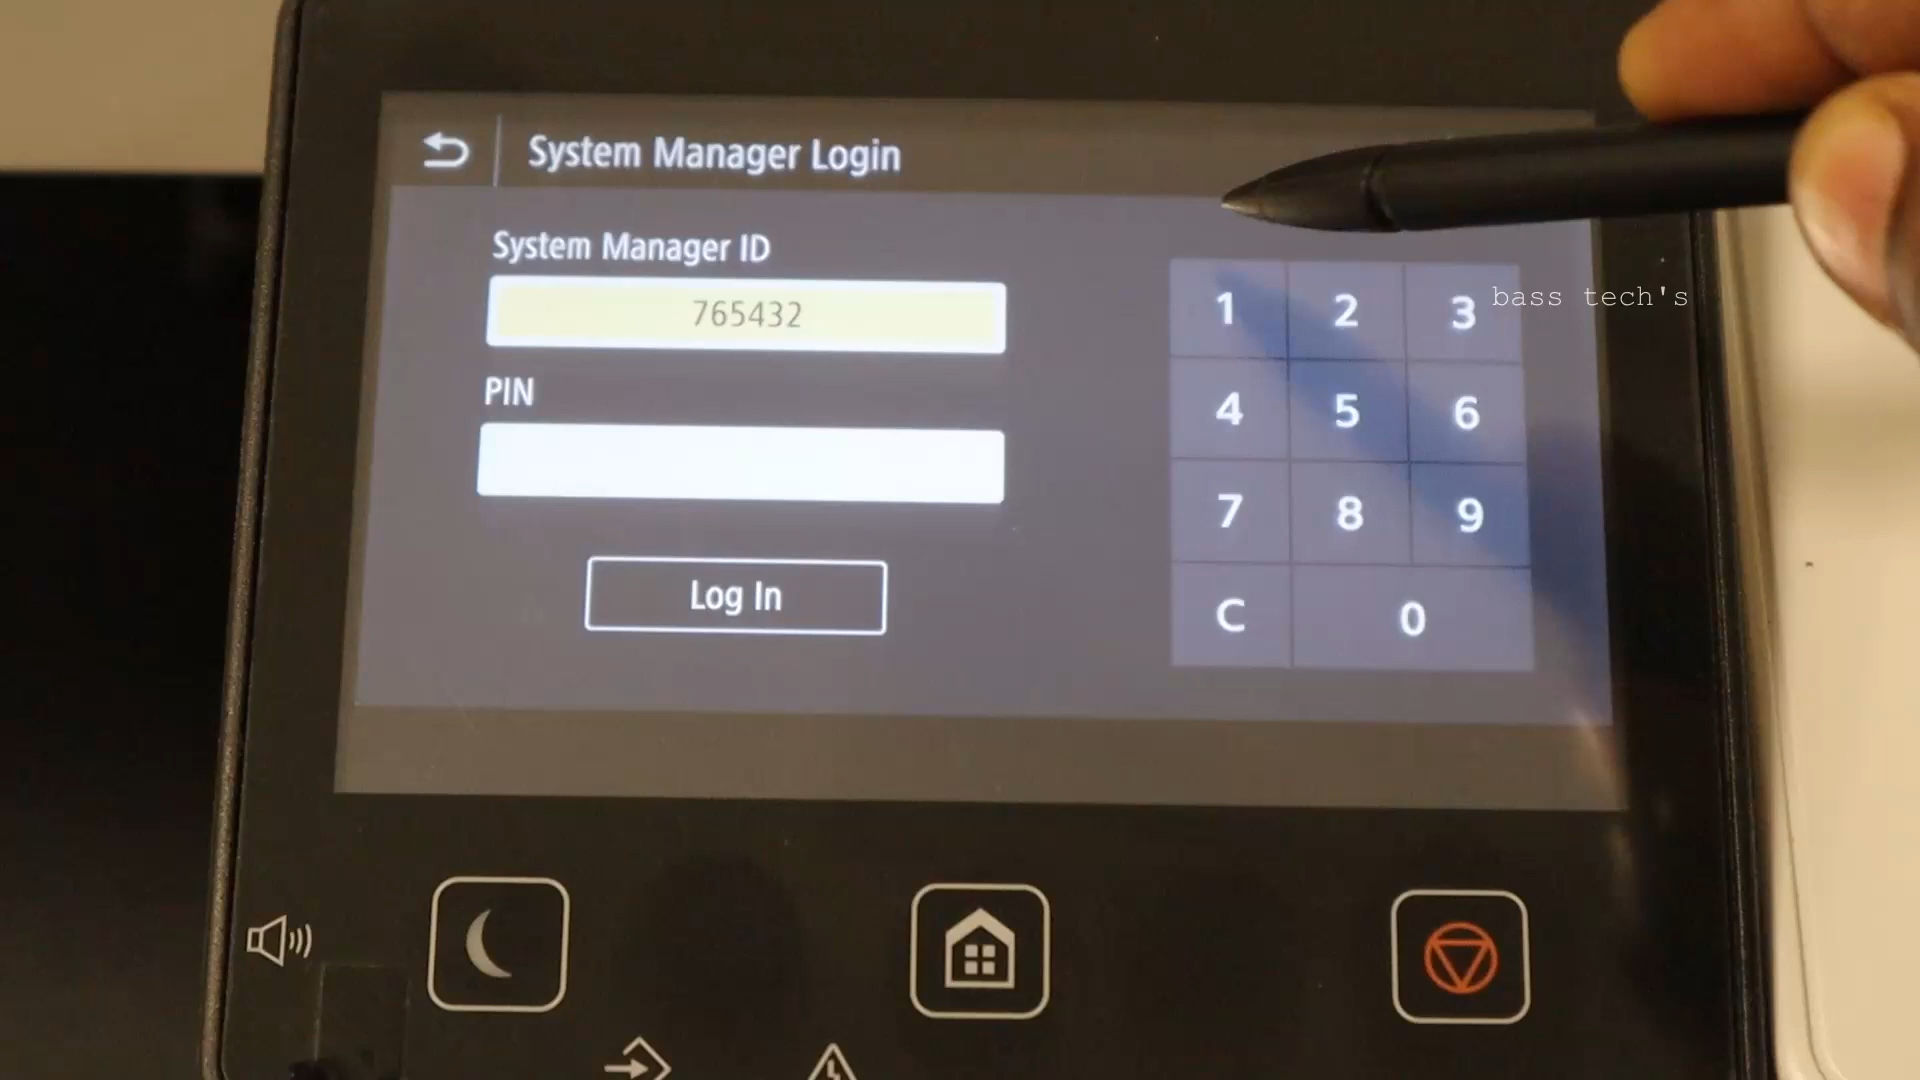 System Manager Login
System Manager ID
765432
PIN
Log In
1 2 3
4 5 6
7 8 9
C 0
bass tech's